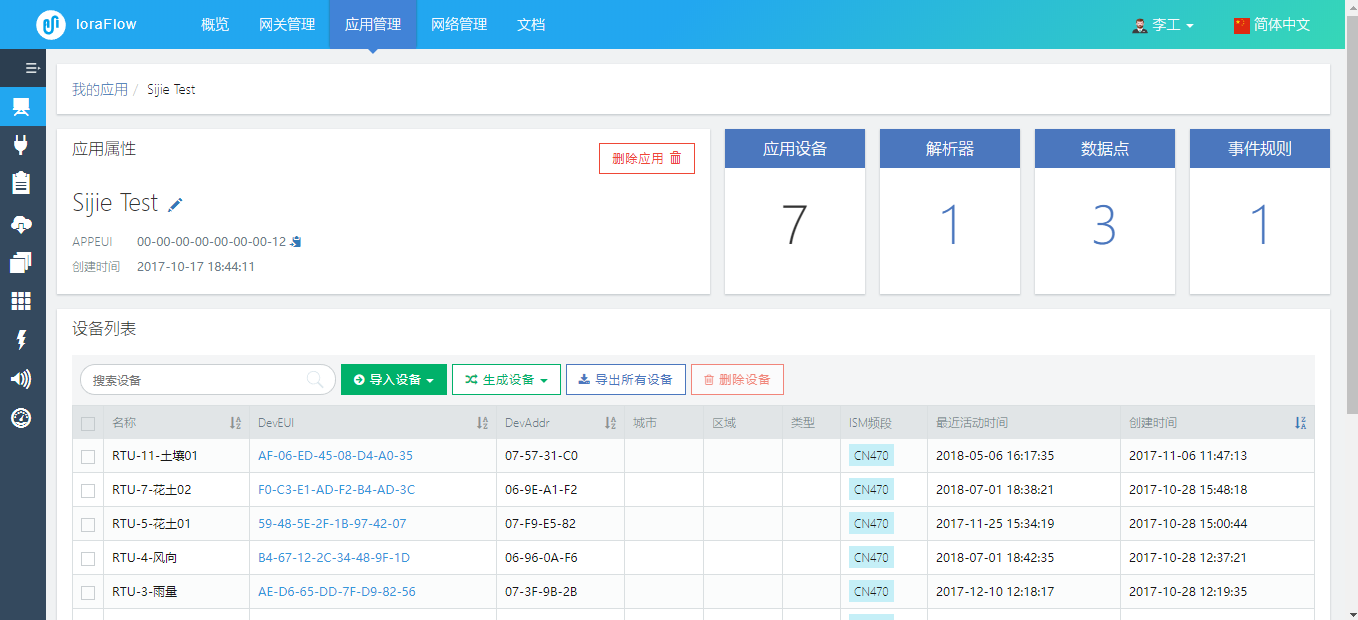 loraFlow 概览 网关管理 应用管理 网络管理 文档 李工 简体中文
我的应用 / Sijie Test
应用属性 删除应用
Sijie Test
APPEUI 00-00-00-00-00-00-00-12
创建时间 2017-10-17 18:44:11
应用设备 解析器 数据点 事件规则
7 1 3 1
设备列表
搜索设备 导入设备 生成设备 导出所有设备 删除设备
名称 DevEUI DevAddr 城市 区域 类型 ISM频段 最近活动时间 创建时间
RTU-11-土壤01 AF-06-ED-45-08-D4-A0-35 07-57-31-C0 CN470 2018-05-06 16:17:35 2017-11-06 11:47:13
RTU-7-花土02 F0-C3-E1-AD-F2-B4-AD-3C 06-9E-A1-F2 CN470 2018-07-01 18:38:21 2017-10-28 15:48:18
RTU-5-花土01 59-48-5E-2F-1B-97-42-07 07-F9-E5-82 CN470 2017-11-25 15:34:19 2017-10-28 15:00:44
RTU-4-风向 B4-67-12-2C-34-48-9F-1D 06-96-0A-F6 CN470 2018-07-01 18:42:35 2017-10-28 12:37:21
RTU-3-雨量 AE-D6-65-DD-7F-D9-82-56 07-3F-9B-2B CN470 2017-12-10 12:18:17 2017-10-28 12:19:35